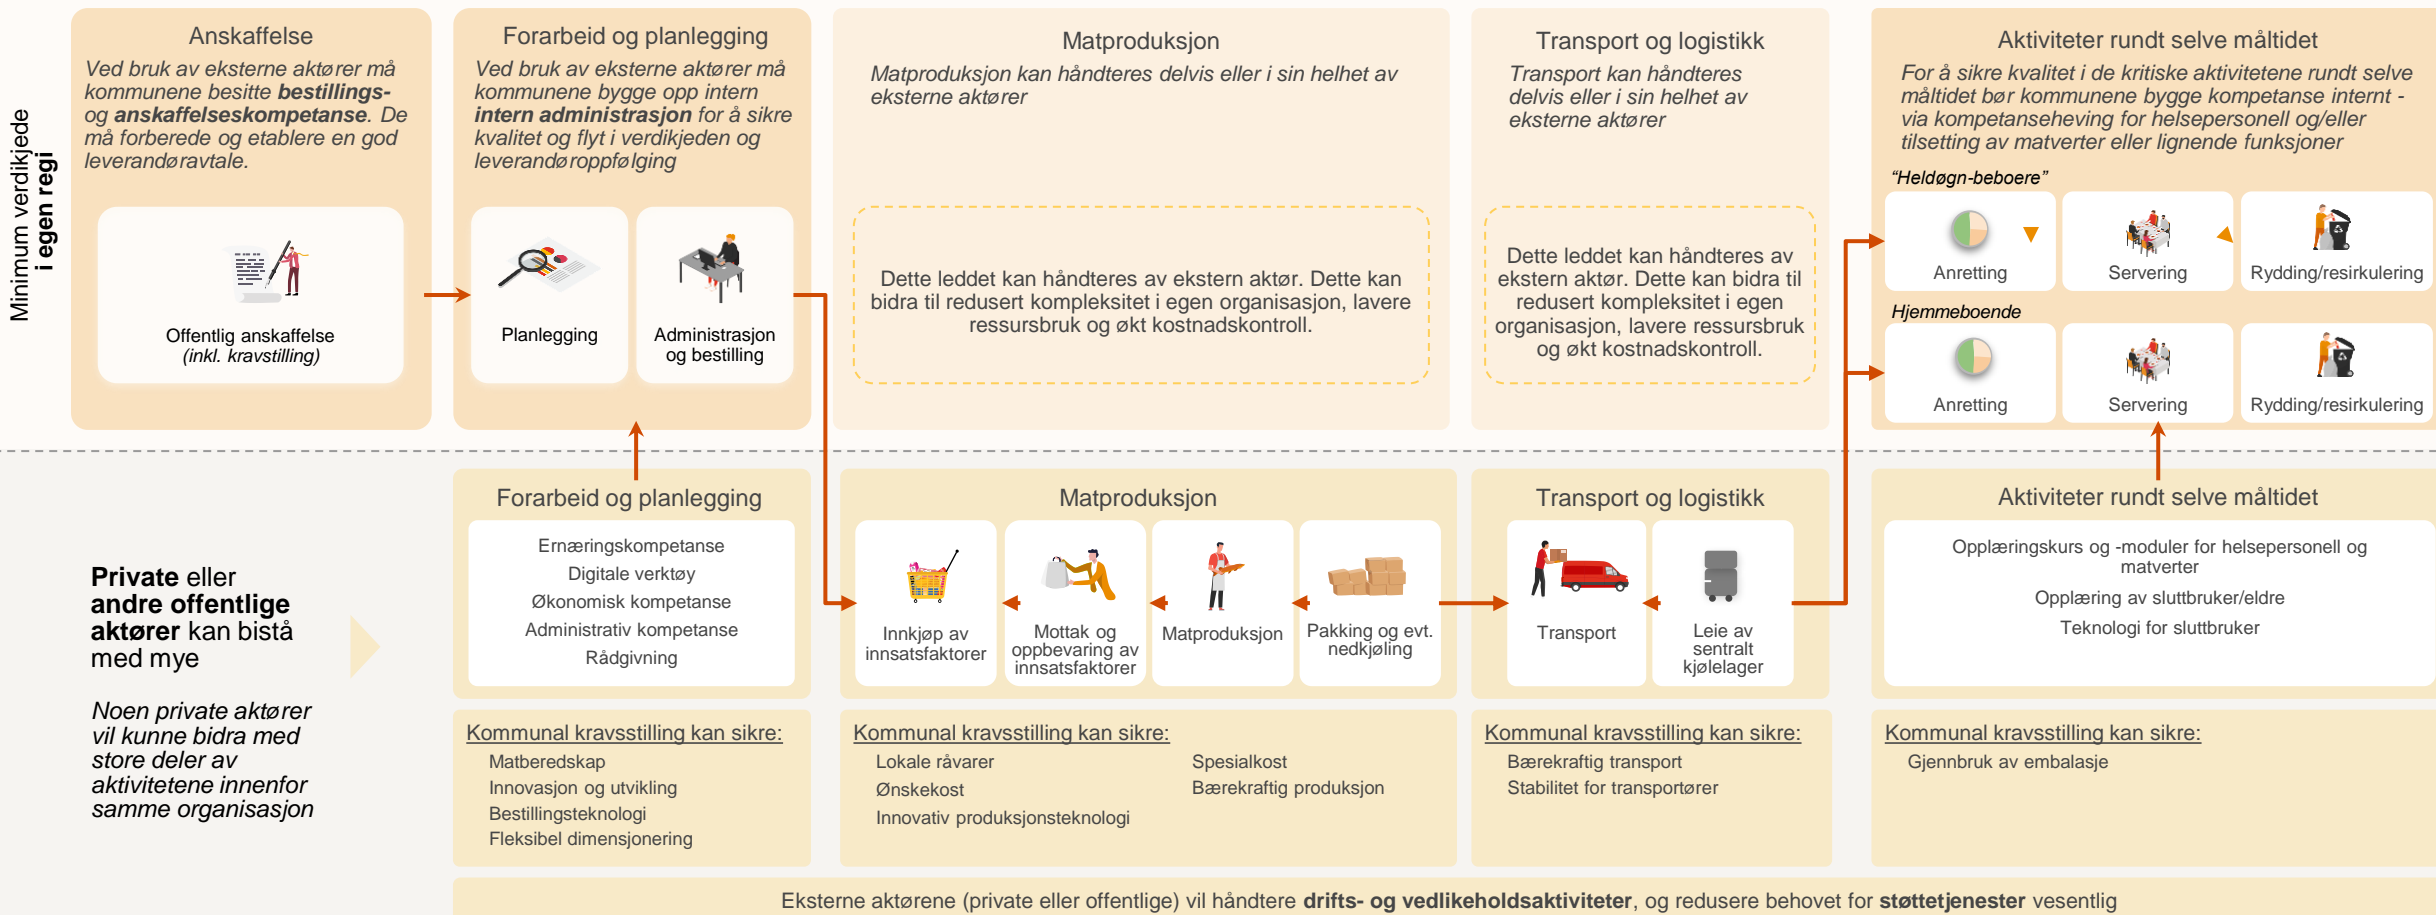 Minimum verdikjede
i egen regi
Anskaffelse
Ved bruk av eksterne aktører må
kommunene besitte bestillings-
og anskaffelseskompetanse. De
må forberede og etablere en god
leverandøravtale.
Offentlig anskaffelse
(inkl. kravstilling)
Forarbeid og planlegging
Ved bruk av eksterne aktører må
kommunene bygge opp intern
intern administrasjon for å sikre
kvalitet og flyt i verdikjeden og
leverandøroppfølging
Planlegging
Administrasjon
og bestilling
Matproduksjon
Matproduksjon kan håndteres delvis eller i sin helhet av
eksterne aktører
Dette leddet kan håndteres av ekstern aktør. Dette kan
bidra til redusert kompleksitet i egen organisasjon, lavere
ressursbruk og økt kostnadskontroll.
Transport og logistikk
Transport kan håndteres
delvis eller i sin helhet av
eksterne aktører
Dette leddet kan håndteres av
ekstern aktør. Dette kan bidra til
redusert kompleksitet i egen
organisasjon, lavere ressursbruk
og økt kostnadskontroll.
Aktiviteter rundt selve måltidet
For å sikre kvalitet i de kritiske aktivitetene rundt selve
måltidet bør kommunene bygge kompetanse internt -
via kompetanseheving for helsepersonell og/eller
tilsetting av matverter eller lignende funksjoner
“Heldøgn-beboere”
Anretting
Servering
Rydding/resirkulering
Hjemmeboende
Anretting
Servering
Rydding/resirkulering
Private eller
andre offentlige
aktører kan bistå
med mye
Noen private aktører
vil kunne bidra med
store deler av
aktivitetene innenfor
samme organisasjon
Forarbeid og planlegging
Ernæringskompetanse
Digitale verktøy
Økonomisk kompetanse
Administrativ kompetanse
Rådgivning
Kommunal kravsstilling kan sikre:
Matberedskap
Innovasjon og utvikling
Bestillingsteknologi
Fleksibel dimensjonering
Matproduksjon
Innkjøp av
innsatsfaktorer
Mottak og
oppbevaring av
innsatsfaktorer
Matproduksjon
Pakking og evt.
nedkjøling
Kommunal kravsstilling kan sikre:
Lokale råvarer
Ønskekost
Innovativ produksjonsteknologi
Spesialkost
Bærekraftig produksjon
Transport og logistikk
Transport
Leie av
sentralt
kjølelager
Kommunal kravsstilling kan sikre:
Bærekraftig transport
Stabilitet for transportører
Aktiviteter rundt selve måltidet
Opplæringskurs og -moduler for helsepersonell og
matverter
Opplæring av sluttbruker/eldre
Teknologi for sluttbruker
Kommunal kravsstilling kan sikre:
Gjennbruk av embalasje
Eksterne aktørene (private eller offentlige) vil håndtere drifts- og vedlikeholdsaktiviteter, og redusere behovet for støttetjenester vesentlig